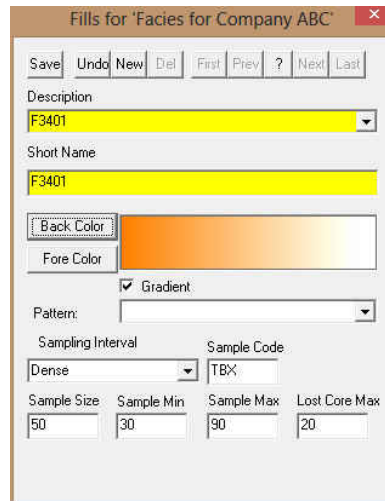 Fills for 'Facies for Company ABC'
Save Undo New Del First Prev ? Next Last
Description
F3401
Short Name
F3401
Back Color
Fore Color
Gradient
Pattern:
Sampling Interval Sample Code
Dense TBX
Sample Size Sample Min Sample Max Lost Core Max
50 30 90 20